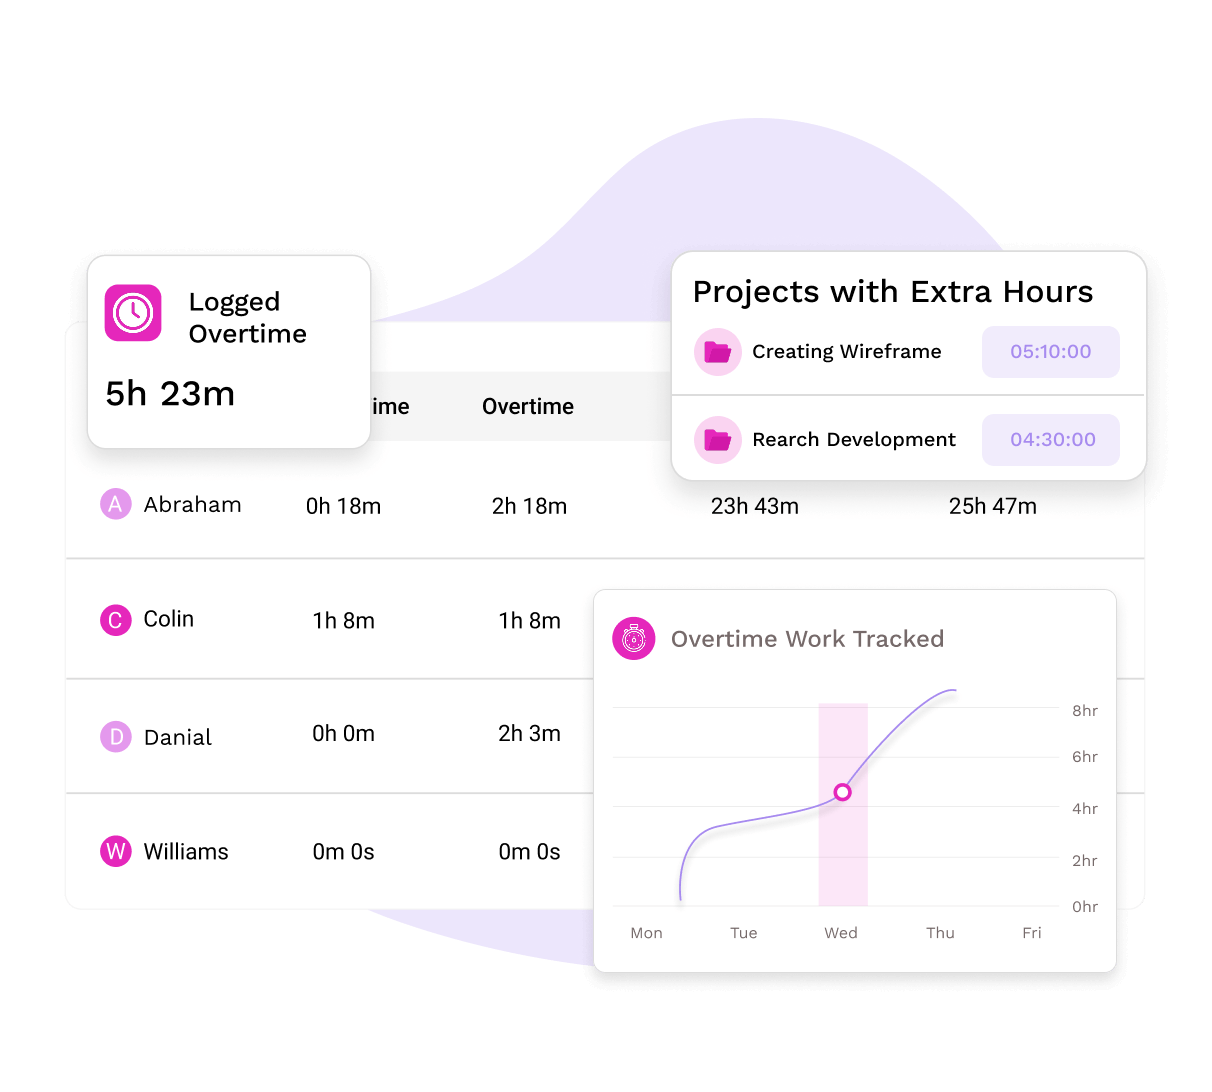 Logged
Overtime
5h 23m
Projects with Extra Hours
Creating Wireframe 05:10:00
Rearch Development 04:30:00
ime Overtime
A Abraham 0h 18m 2h 18m 23h 43m 25h 47m
C Colin 1h 8m 1h 8m
D Danial 0h 0m 2h 3m
W Williams 0m 0s 0m 0s
Overtime Work Tracked
8hr
6hr
4hr
2hr
0hr
Mon Tue Wed Thu Fri